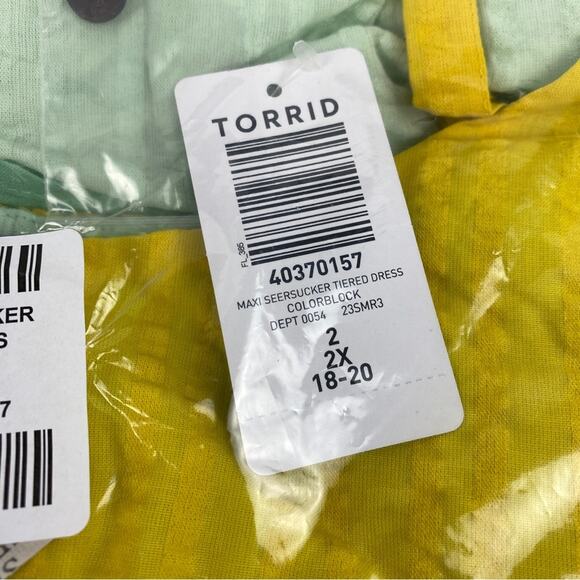 TORRID
FL_385
40370157
MAXI SEERSUCKER TIERED DRESS
COLORBLOCK
DEPT 0054 23SMR3
2
2X
18-20
KER
S
7